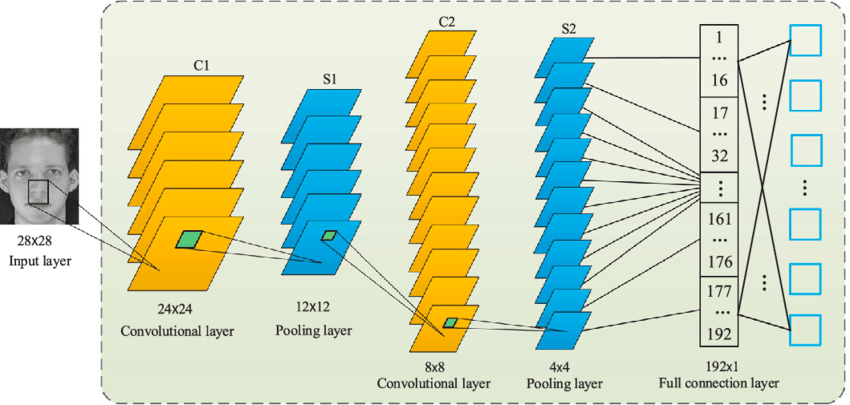 C1
S1
C2
S2
1
...
16
17
...
32
...
161
...
176
177
...
192
...
...
...
28x28
Input layer
24x24
Convolutional layer
12x12
Pooling layer
8x8
Convolutional layer
4x4
Pooling layer
192x1
Full connection layer